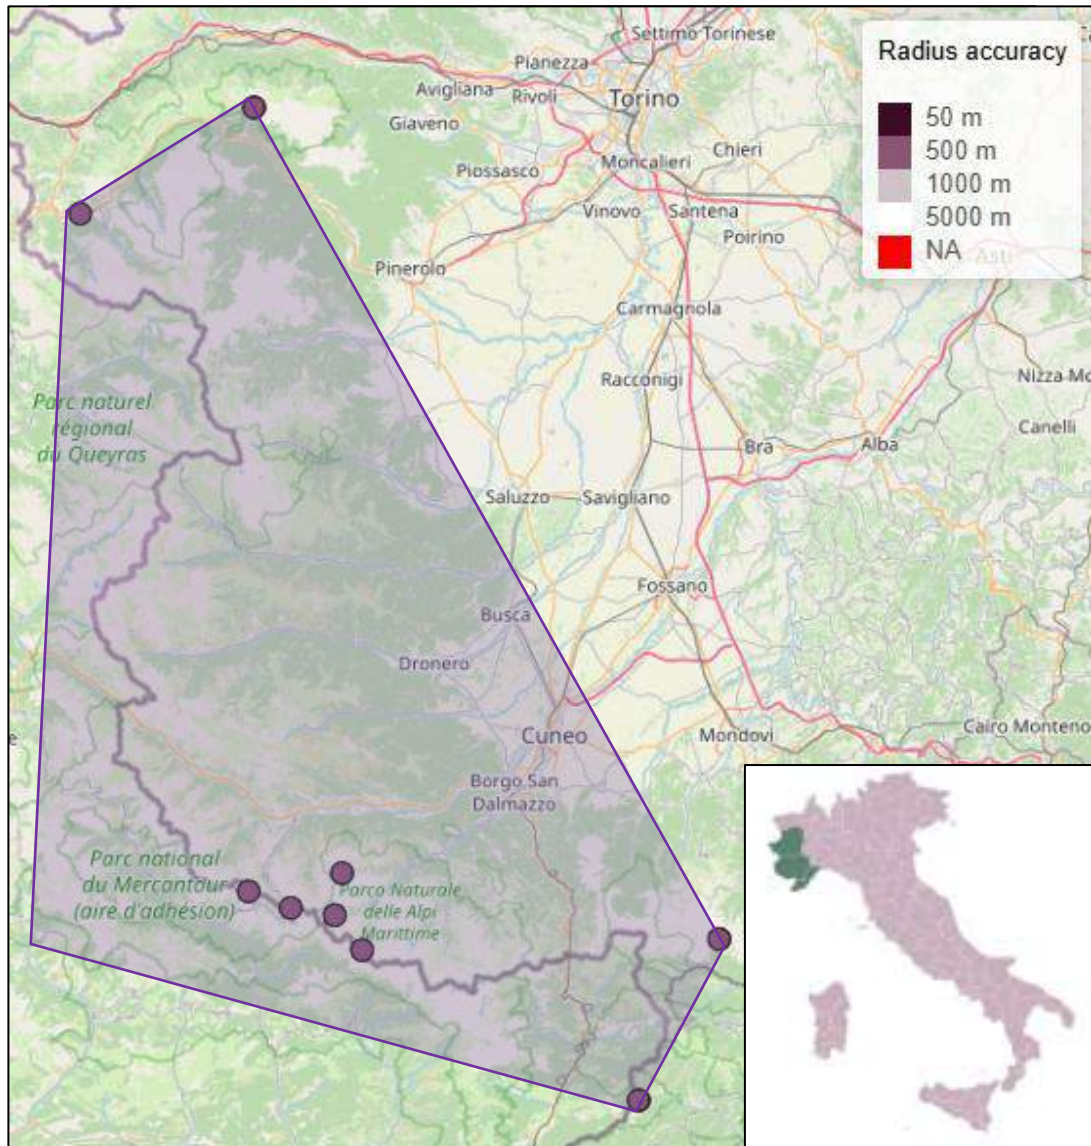 Settimo Torinese
Pianezza
Avigliana
Rivoli
Torino
Giaveno
Chieri
Piossasco
Moncalieri
Vinovo
Santena
Poirino
Pinerolo
Asti
Carmagnola
Parc naturel
régional
du Queyras
Racconigi
Nizza Mo
Canelli
Bra
Alba
Saluzzo
Savigliano
Fossano
Busca
Dronero
Cuneo
Mondovì
Cairo Monteno
Borgo San
Dalmazzo
Parc national
du Mercantour
(aire d'adhésion)
Parco Naturale
delle Alpi
Marittime
Radius accuracy
50 m
500 m
1000 m
5000 m
NA